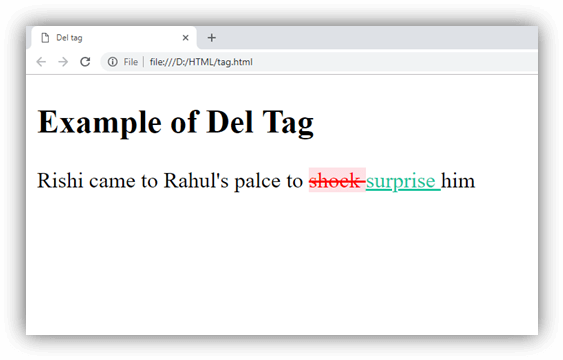 Del tag
File file:///D:/HTML/tag.html
Example of Del Tag
Rishi came to Rahul's palce to shock surprise him